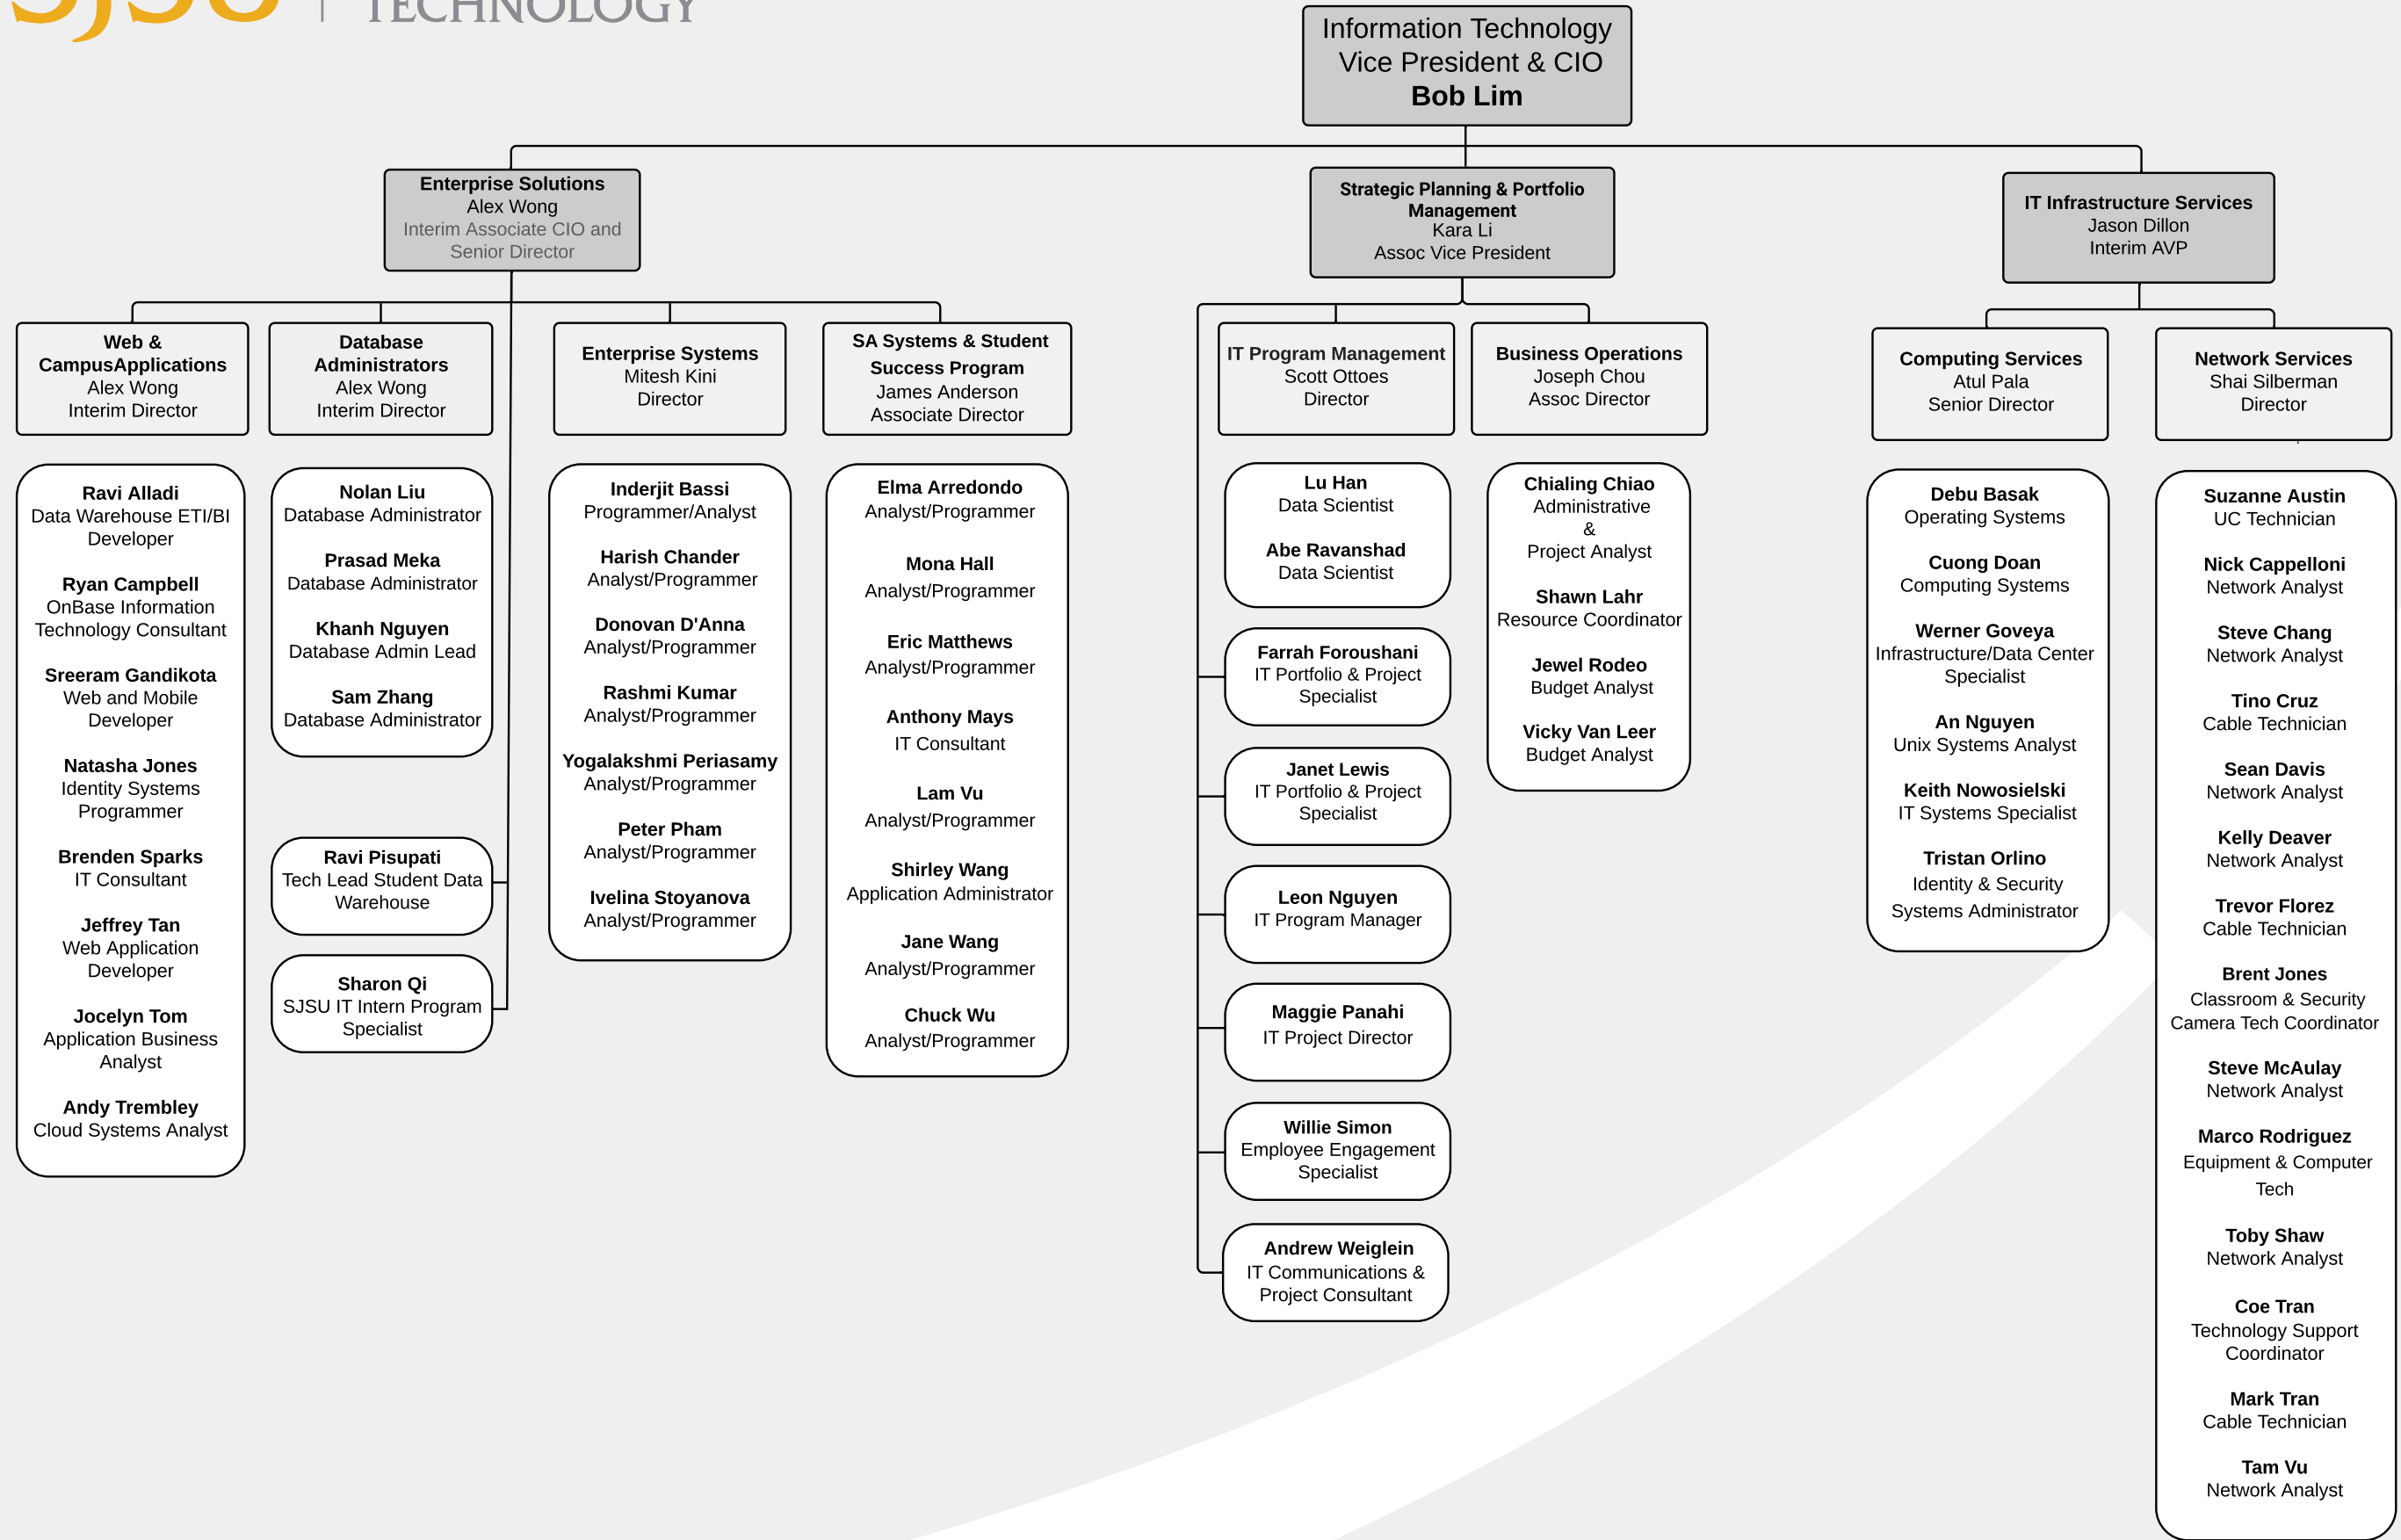 SJSU | TECHNOLOGY
Information Technology
Vice President & CIO
Bob Lim
Enterprise Solutions
Alex Wong
Interim Associate CIO and
Senior Director
Strategic Planning & Portfolio
Management
Kara Li
Assoc Vice President
IT Infrastructure Services
Jason Dillon
Interim AVP
Web &
CampusApplications
Alex Wong
Interim Director
Database
Administrators
Alex Wong
Interim Director
Enterprise Systems
Mitesh Kini
Director
SA Systems & Student
Success Program
James Anderson
Associate Director
IT Program Management
Scott Ottoes
Director
Business Operations
Joseph Chou
Assoc Director
Computing Services
Atul Pala
Senior Director
Network Services
Shai Silberman
Director
Ravi Alladi
Data Warehouse ETI/BI
Developer
Ryan Campbell
OnBase Information
Technology Consultant
Sreeram Gandikota
Web and Mobile
Developer
Natasha Jones
Identity Systems
Programmer
Brenden Sparks
IT Consultant
Jeffrey Tan
Web Application
Developer
Jocelyn Tom
Application Business
Analyst
Andy Trembley
Cloud Systems Analyst
Nolan Liu
Database Administrator
Prasad Meka
Database Administrator
Khanh Nguyen
Database Admin Lead
Sam Zhang
Database Administrator
Ravi Pisupati
Tech Lead Student Data
Warehouse
Sharon Qi
SJSU IT Intern Program
Specialist
Inderjit Bassi
Programmer/Analyst
Harish Chander
Analyst/Programmer
Donovan D'Anna
Analyst/Programmer
Rashmi Kumar
Analyst/Programmer
Yogalakshmi Periasamy
Analyst/Programmer
Peter Pham
Analyst/Programmer
Ivelina Stoyanova
Analyst/Programmer
Elma Arredondo
Analyst/Programmer
Mona Hall
Analyst/Programmer
Eric Matthews
Analyst/Programmer
Anthony Mays
IT Consultant
Lam Vu
Analyst/Programmer
Shirley Wang
Application Administrator
Jane Wang
Analyst/Programmer
Chuck Wu
Analyst/Programmer
Lu Han
Data Scientist
Abe Ravanshad
Data Scientist
Farrah Foroushani
IT Portfolio & Project
Specialist
Janet Lewis
IT Portfolio & Project
Specialist
Leon Nguyen
IT Program Manager
Maggie Panahi
IT Project Director
Willie Simon
Employee Engagement
Specialist
Andrew Weiglein
IT Communications &
Project Consultant
Chialing Chiao
Administrative
&
Project Analyst
Shawn Lahr
Resource Coordinator
Jewel Rodeo
Budget Analyst
Vicky Van Leer
Budget Analyst
Debu Basak
Operating Systems
Cuong Doan
Computing Systems
Werner Goveya
Infrastructure/Data Center
Specialist
An Nguyen
Unix Systems Analyst
Keith Nowosielski
IT Systems Specialist
Tristan Orlino
Identity & Security
Systems Administrator
Suzanne Austin
UC Technician
Nick Cappelloni
Network Analyst
Steve Chang
Network Analyst
Tino Cruz
Cable Technician
Sean Davis
Network Analyst
Kelly Deaver
Network Analyst
Trevor Florez
Cable Technician
Brent Jones
Classroom & Security
Camera Tech Coordinator
Steve McAulay
Network Analyst
Marco Rodriguez
Equipment & Computer
Tech
Toby Shaw
Network Analyst
Coe Tran
Technology Support
Coordinator
Mark Tran
Cable Technician
Tam Vu
Network Analyst